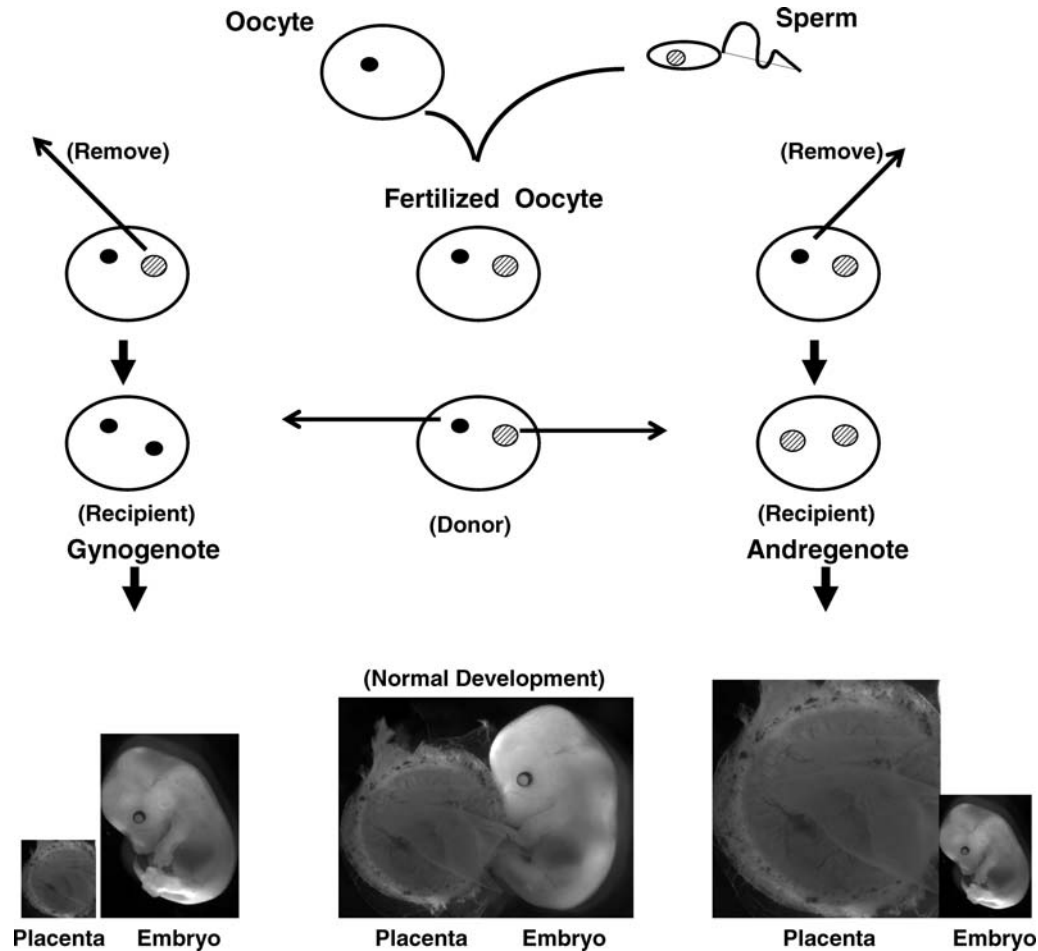 Oocyte
Sperm
(Remove)
(Remove)
Fertilized Oocyte
(Recipient)
(Donor)
(Recipient)
Gynogenote
Andregenote
(Normal Development)
Placenta
Embryo
Placenta
Embryo
Placenta
Embryo